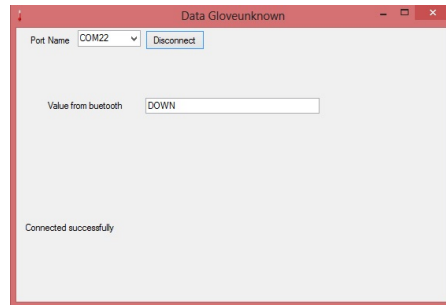 Data Gloveunknown
Port Name COM22 Disconnect
Value from buetooth DOWN
Connected successfully